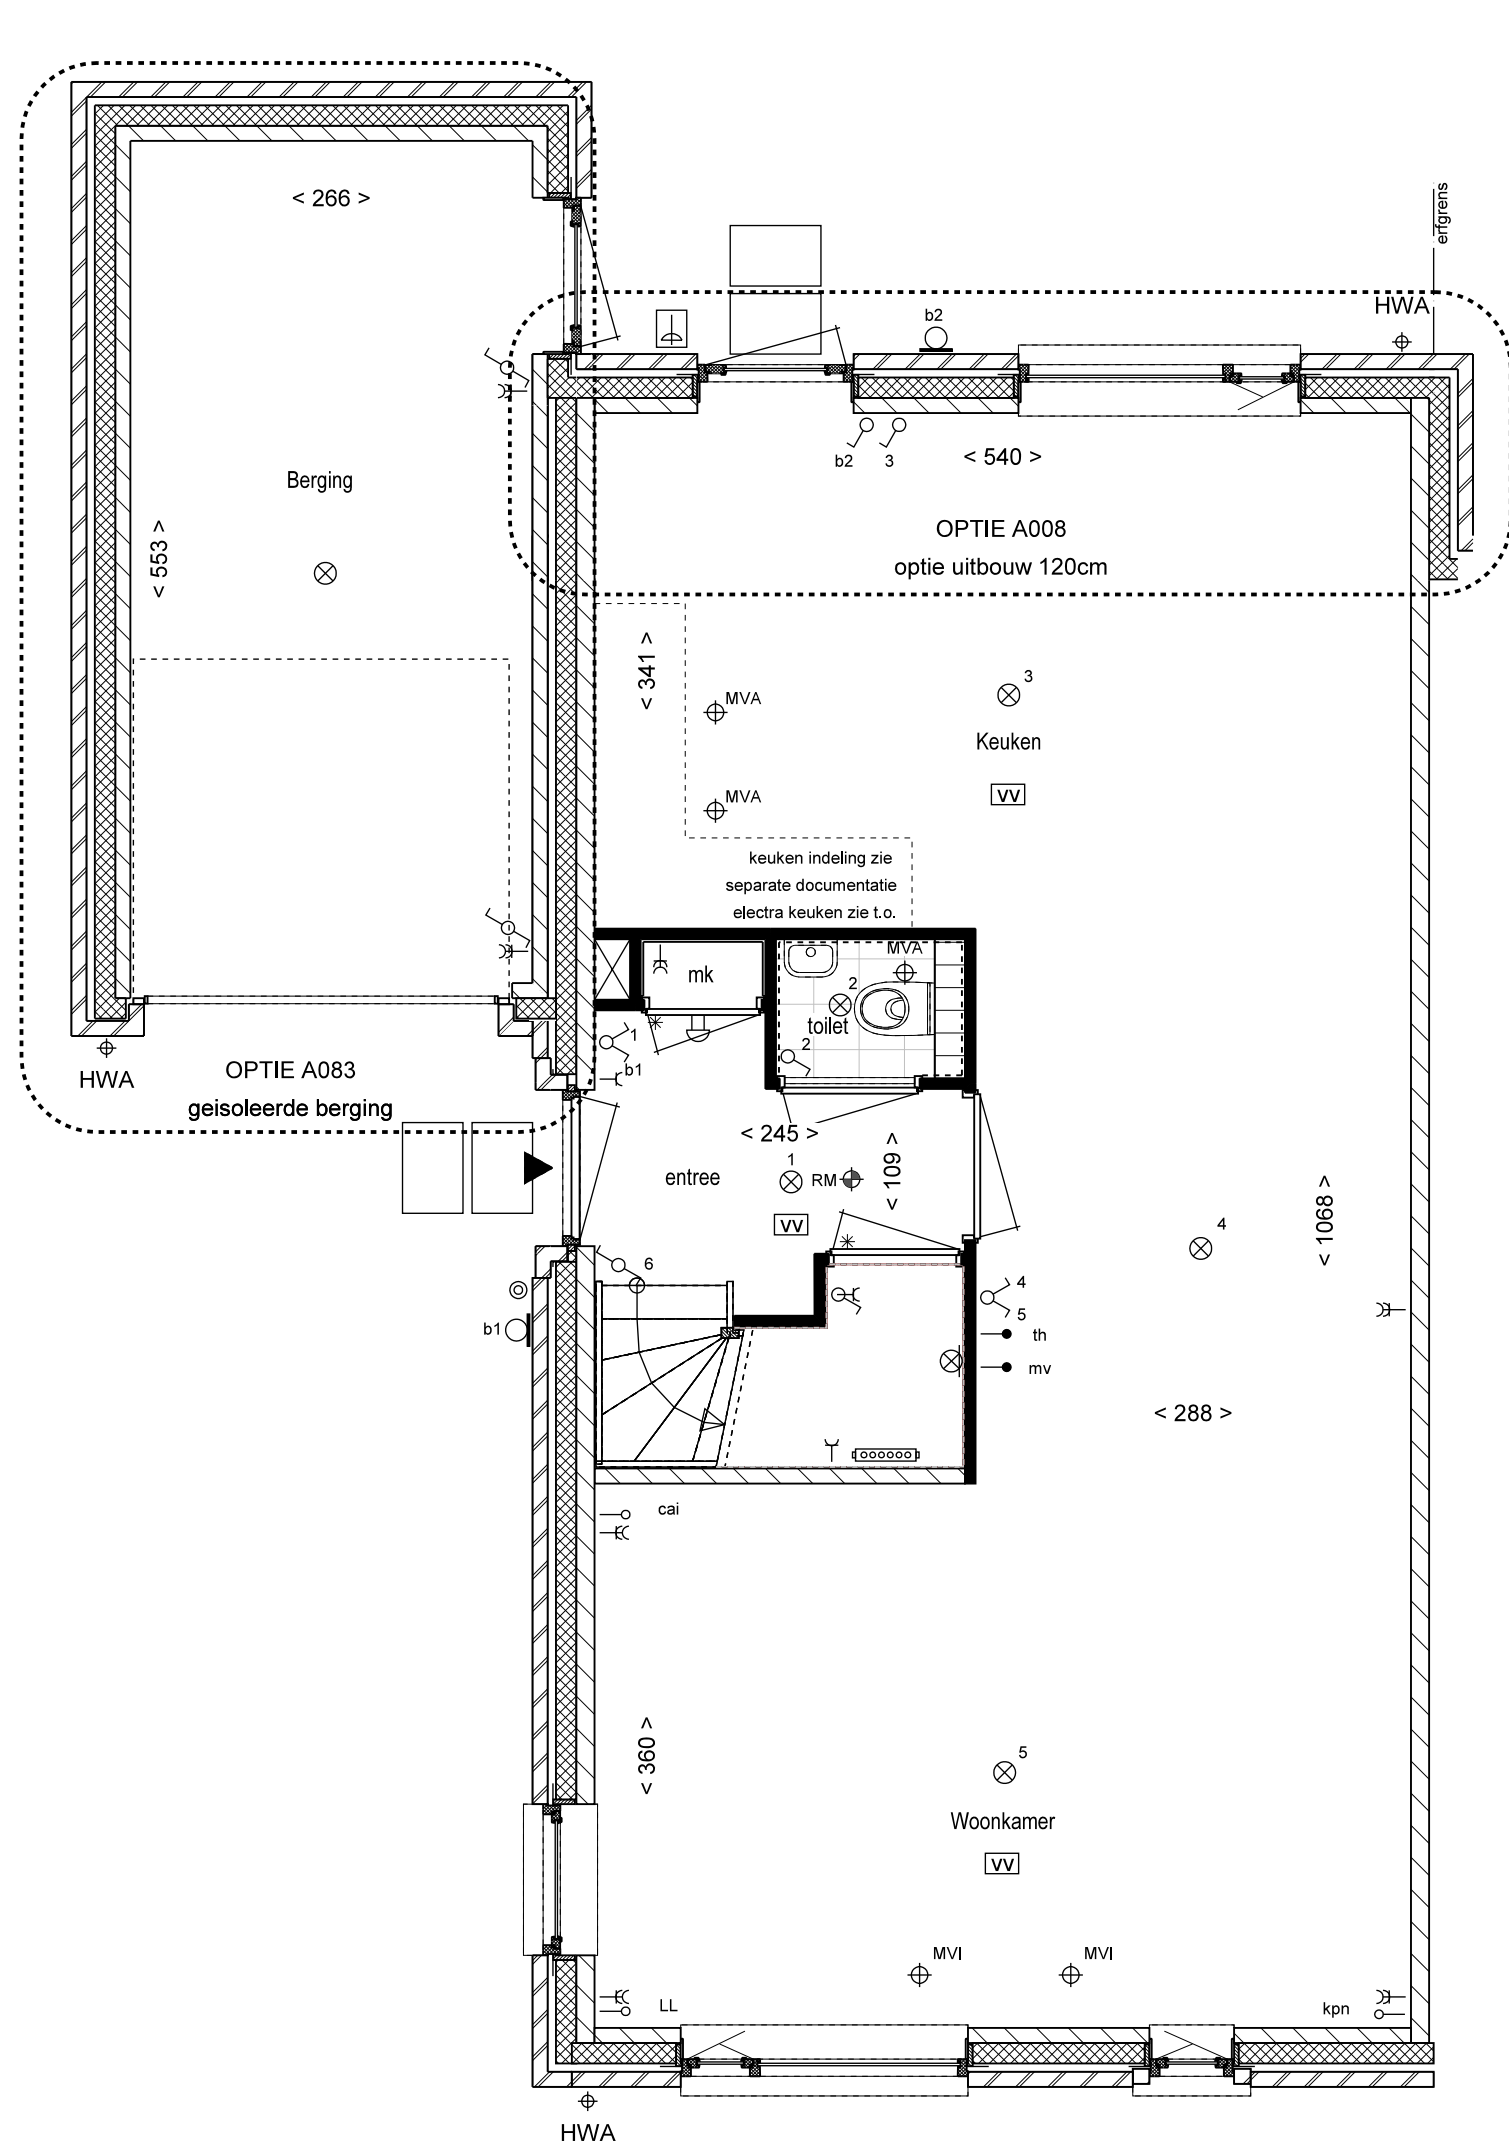 < 266 >
erfgrens
HWA
b2
b2
3
< 540 >
Berging
< 553 >
OPTIE A008
optie uitbouw 120cm
< 341 >
MVA
3
Keuken
VV
MVA
keuken indeling zie
separate documentatie
electra keuken zie t.o.
mk
MVA
2
toilet
2
1
b1
HWA
OPTIE A083
geisoleerde berging
< 245 >
< 109 >
entree
1
RM
VV
< 1068 >
4
6
4
5
th
mv
b1
< 288 >
cai
< 360 >
5
Woonkamer
VV
MVI
MVI
LL
kpn
HWA